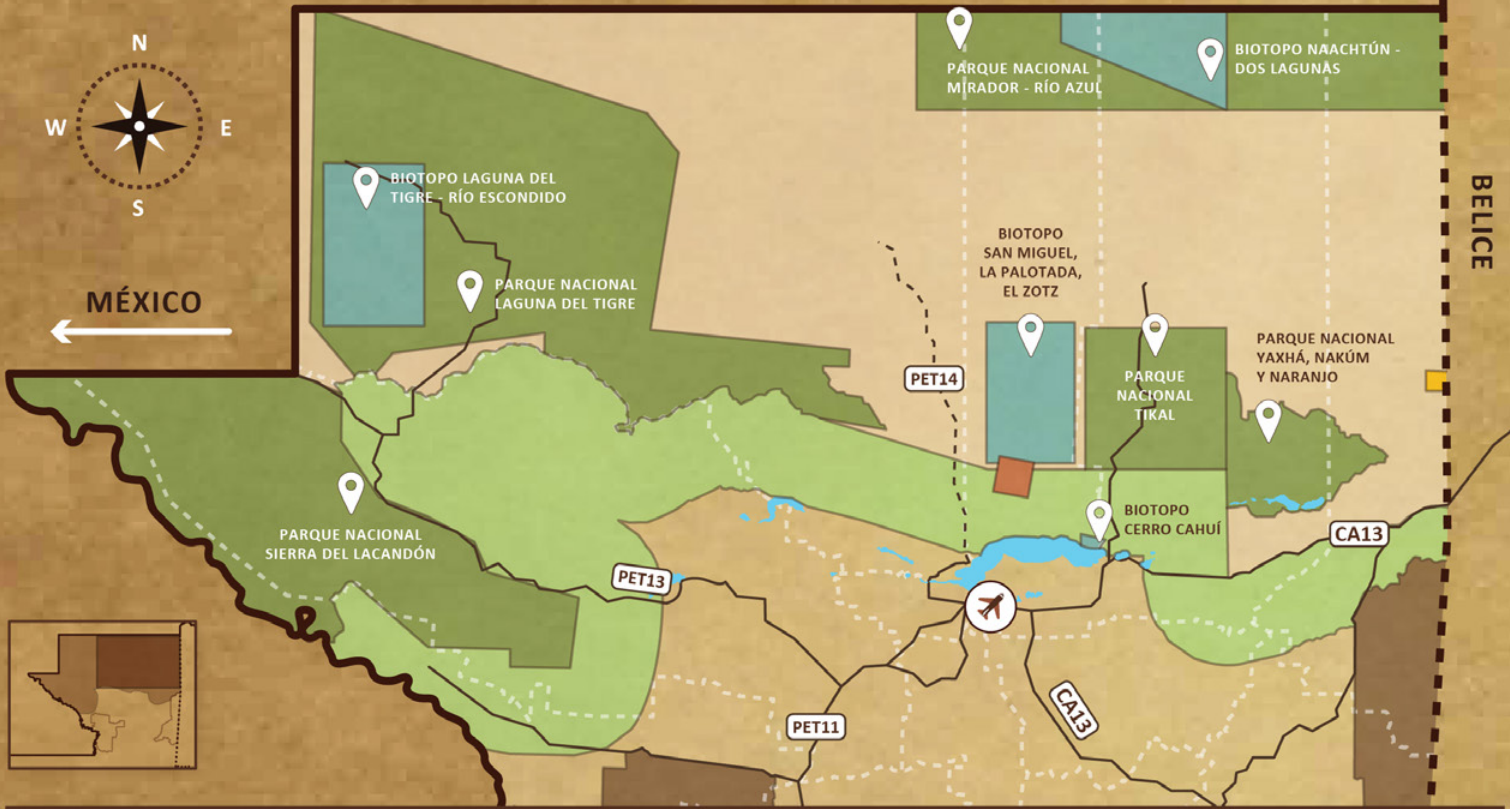 N
W
E
S
MÉXICO
BELICE
PARQUE NACIONAL
MIRADOR - RÍO AZUL
BIOTOPO NAACHTÚN -
DOS LAGUNAS
BIOTOPO LAGUNA DEL
TIGRE - RÍO ESCONDIDO
PARQUE NACIONAL
LAGUNA DEL TIGRE
BIOTOPO
SAN MIGUEL,
LA PALOTADA,
EL ZOTZ
PET14
PARQUE
NACIONAL
TIKAL
PARQUE NACIONAL
YAXHÁ, NAKÚM
Y NARANJO
PARQUE NACIONAL
SIERRA DEL LACANDÓN
BIOTOPO
CERRO CAHUÍ
CA13
PET13
CA13
PET11